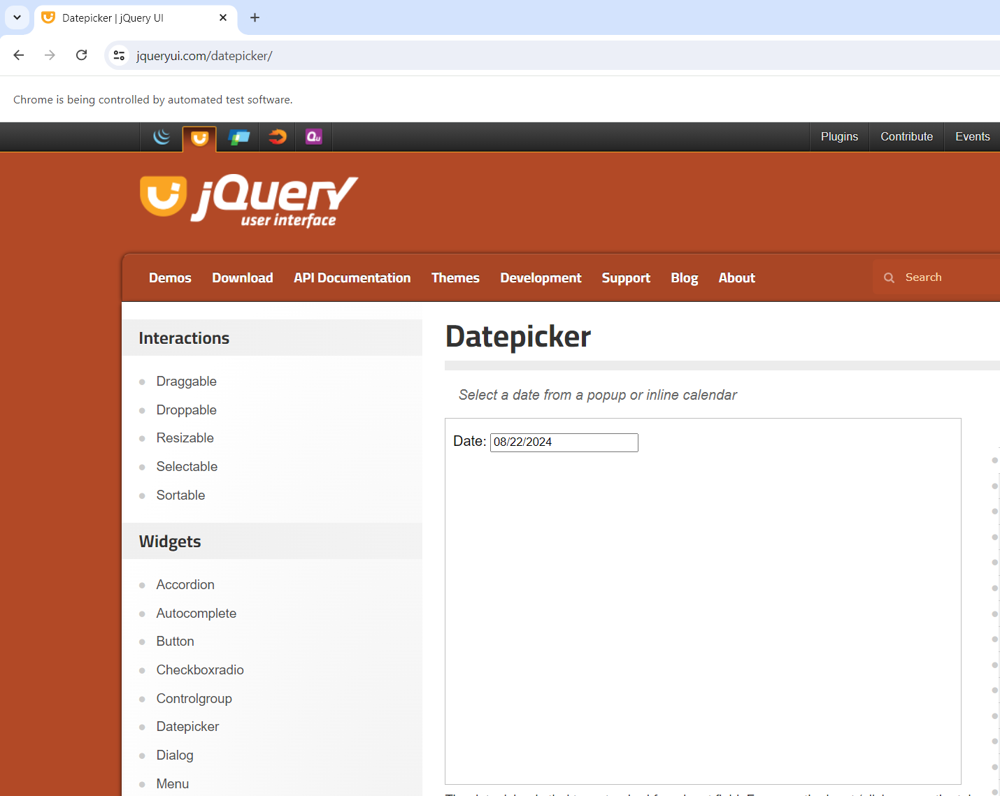 Datepicker | jQuery UI
jqueryui.com/datepicker/
Chrome is being controlled by automated test software.
Qu
Plugins
Contribute
Events
jQuery
user interface
Demos
Download
API Documentation
Themes
Development
Support
Blog
About
Search
Interactions
Draggable
Droppable
Resizable
Selectable
Sortable
Widgets
Accordion
Autocomplete
Button
Checkboxradio
Controlgroup
Datepicker
Dialog
Menu
Datepicker
Select a date from a popup or inline calendar
Date: 08/22/2024